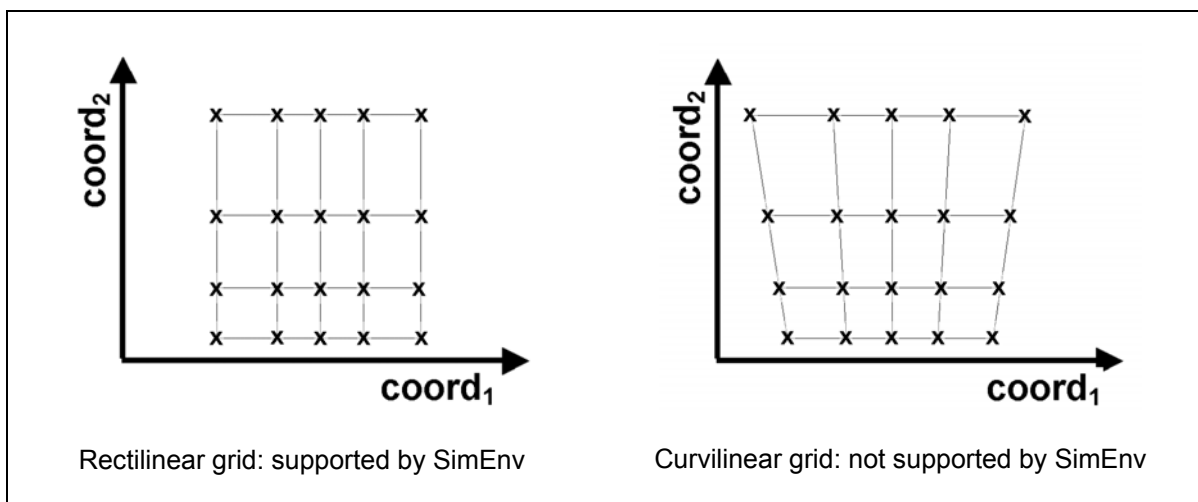 coord₂
x x x x x
x x x x x
x x x x x
x x x x x
coord₁
Rectilinear grid: supported by SimEnv
coord₂
x x x x x
x x x x x
x x x x x
x x x x x
coord₁
Curvilinear grid: not supported by SimEnv